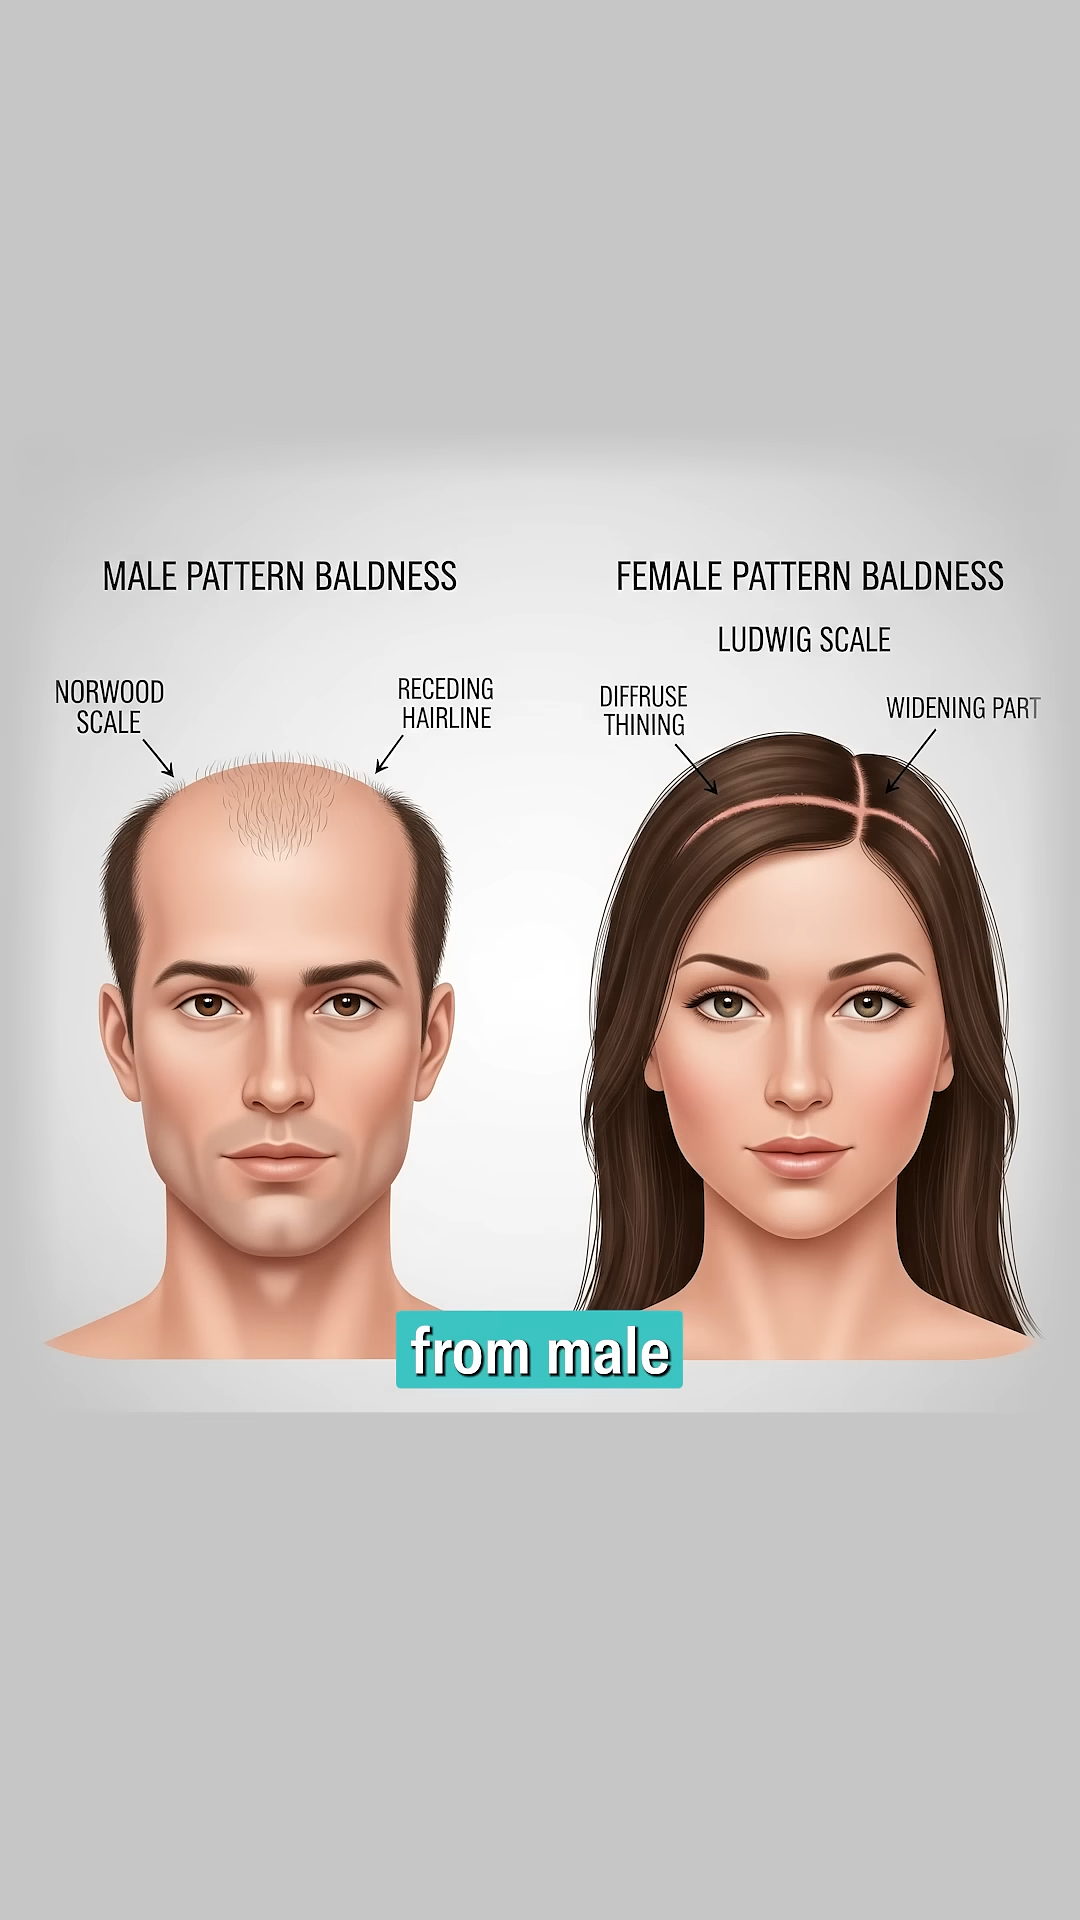 MALE PATTERN BALDNESS
NORWOOD
SCALE
RECEDING
HAIRLINE
FEMALE PATTERN BALDNESS
LUDWIG SCALE
DIFFRUSE
THINING
WIDENING PART
from male